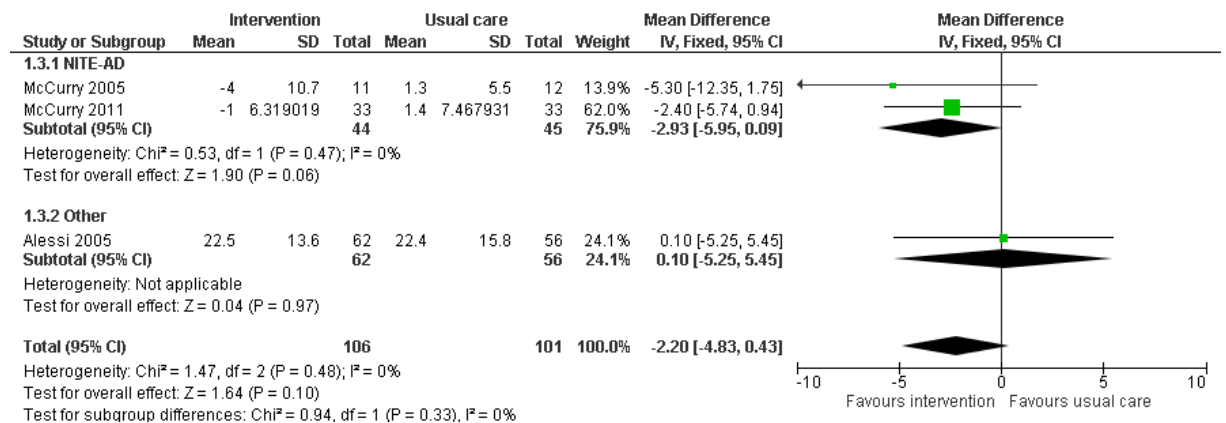 Intervention Usual care Mean Difference Mean Difference
Study or Subgroup Mean SD Total Mean SD Total Weight IV, Fixed, 95% CI IV, Fixed, 95% CI
1.3.1 NITE-AD
McCurry 2005 -4 10.7 11 1.3 5.5 12 13.9% -5.30 [-12.35, 1.75]
McCurry 2011 -1 6.319019 33 1.4 7.467931 33 62.0% -2.40 [-5.74, 0.94]
Subtotal (95% CI) 44 45 75.9% -2.93 [-5.95, 0.09]
Heterogeneity: Chi² = 0.53, df = 1 (P = 0.47); I² = 0%
Test for overall effect: Z = 1.90 (P = 0.06)
1.3.2 Other
Alessi 2005 22.5 13.6 62 22.4 15.8 56 24.1% 0.10 [-5.25, 5.45]
Subtotal (95% CI) 62 56 24.1% 0.10 [-5.25, 5.45]
Heterogeneity: Not applicable
Test for overall effect: Z = 0.04 (P = 0.97)
Total (95% CI) 106 101 100.0% -2.20 [-4.83, 0.43]
Heterogeneity: Chi² = 1.47, df = 2 (P = 0.48); I² = 0%
Test for overall effect: Z = 1.64 (P = 0.10)
Test for subgroup differences: Chi² = 0.94, df = 1 (P = 0.33), I² = 0%
-10 -5 0 5 10
Favours intervention Favours usual care